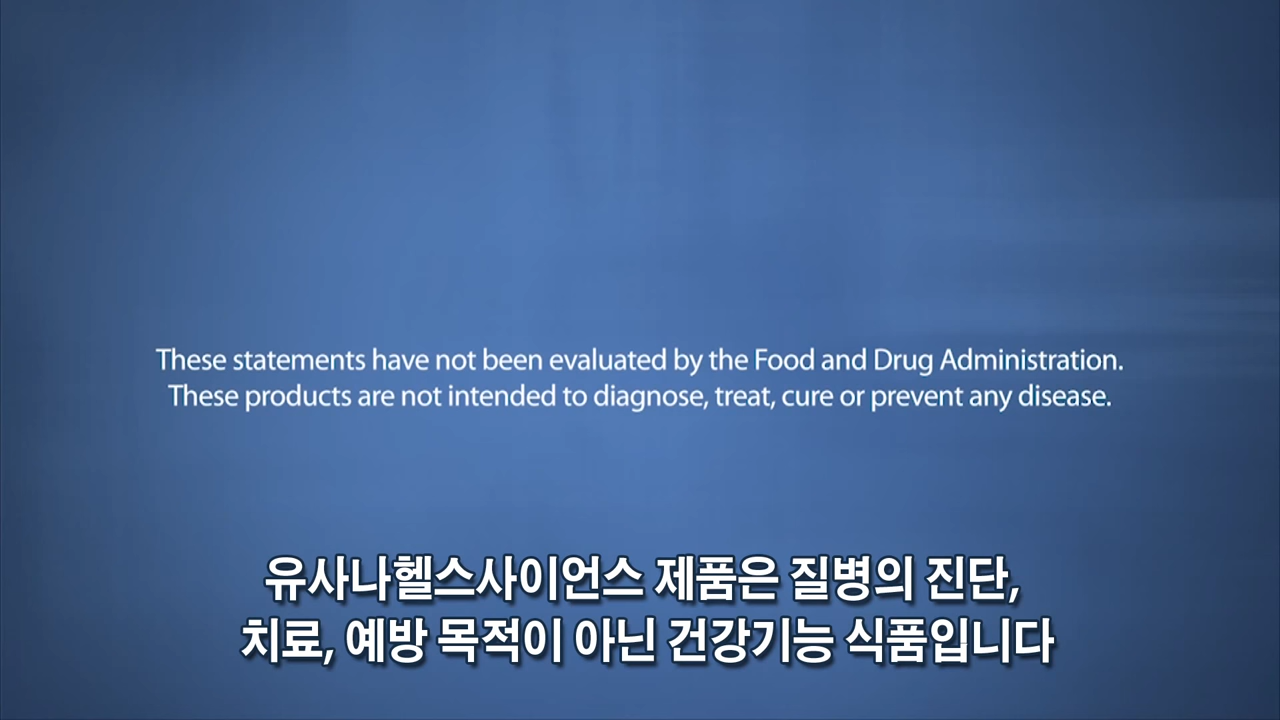 These statements have not been evaluated by the Food and Drug Administration.
These products are not intended to diagnose, treat, cure or prevent any disease.
유사나헬스사이언스 제품은 질병의 진단,
치료, 예방 목적이 아닌 건강기능 식품입니다